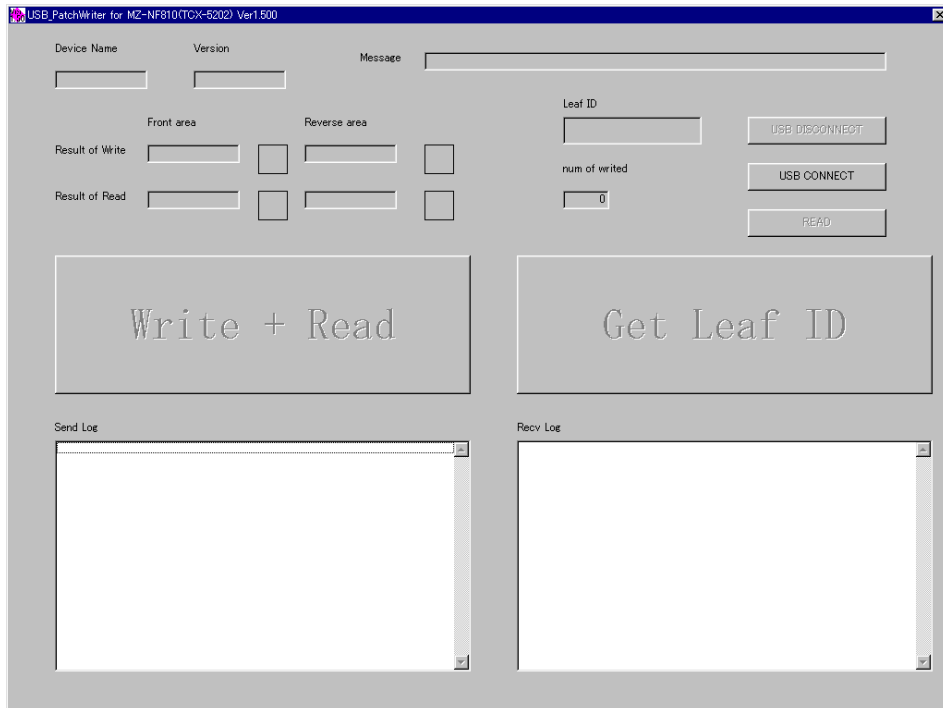 USB_PatchWriter for MZ-NF810(TCX-5202) Ver1.500
Device Name Version Message
Leaf ID
Front area Reverse area
USB DISCONNECT
Result of Write
num of writed USB CONNECT
Result of Read
0
READ
Write + Read Get Leaf ID
Send Log Recv Log